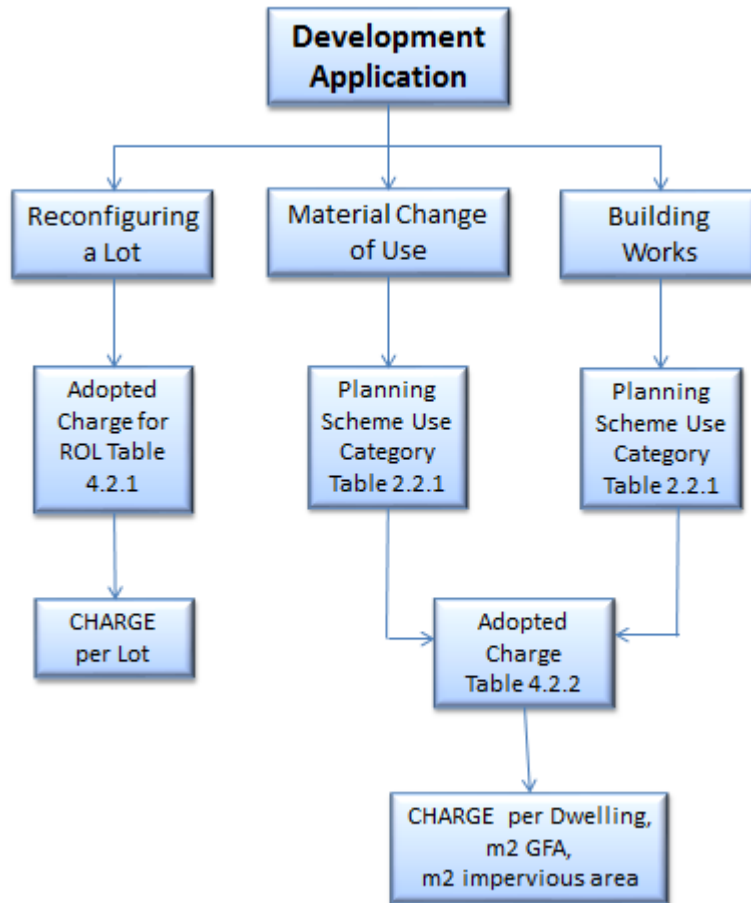 Development
Application
Reconfiguring
a Lot
Material Change
of Use
Building
Works
Adopted
Charge for
ROL Table
4.2.1
Planning
Scheme Use
Category
Table 2.2.1
Planning
Scheme Use
Category
Table 2.2.1
CHARGE
per Lot
Adopted
Charge
Table 4.2.2
CHARGE per Dwelling,
m2 GFA,
m2 impervious area